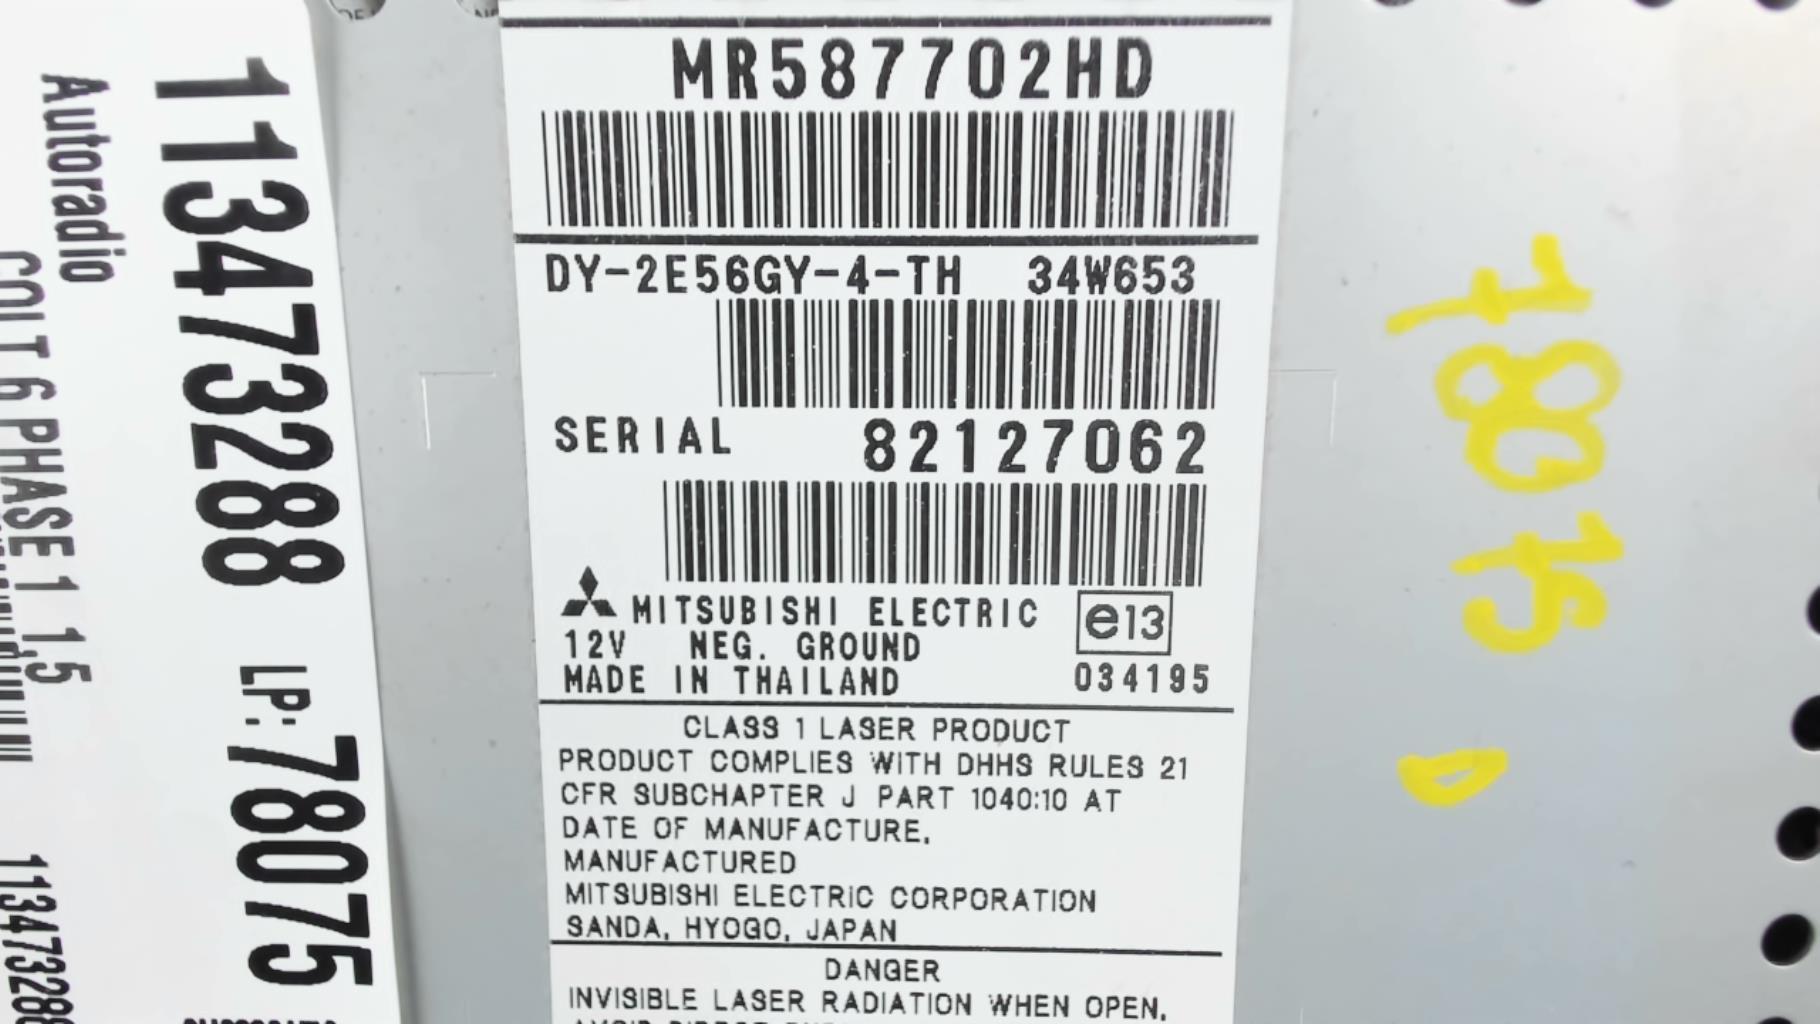 MR587702HD
DY-2E56GY-4-TH 34W653
SERIAL 82127062
MITSUBISHI ELECTRIC e13
12V NEG. GROUND
MADE IN THAILAND 034195
CLASS 1 LASER PRODUCT
PRODUCT COMPLIES WITH DHHS RULES 21
CFR SUBCHAPTER J PART 1040:10 AT
DATE OF MANUFACTURE,
MANUFACTURED
MITSUBISHI ELECTRIC CORPORATION
SANDA, HYOGO, JAPAN
DANGER
INVISIBLE LASER RADIATION WHEN OPEN,
113473288 LP: 78075
Autoradio
COLT 6 PHASE 1 1,5
11347328
78075
D